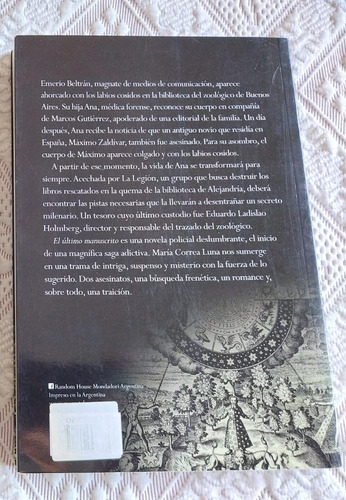 Emerio Beltrán, magnate de medios de comunicación, aparece
ahorcado con los labios cosidos en la biblioteca del zoológico de Buenos
Aires. Su hija Ana, médica forense, reconoce su cuerpo en compañía
de Marcos Gutiérrez, apoderado de una editorial de la familia. Un día
después, Ana recibe la noticia de que un antiguo novio que residía en
España, Máximo Zaldívar, también fue asesinado. Para su asombro, el
cuerpo de Máximo aparece colgado y con los labios cosidos.
A partir de ese momento, la vida de Ana se transformará para
siempre. Acechada por La Legión, un grupo que busca destruir los
libros rescatados en la quema de la biblioteca de Alejandría, deberá
encontrar las pistas necesarias que la llevarán a desentrañar un secreto
milenario. Un tesoro cuyo último custodio fue Eduardo Ladislao
Holmberg, director y responsable del trazado del zoológico.
El último manuscrito es una novela policial deslumbrante, el inicio
de una magnífica saga adictiva. María Correa Luna nos sumerge
en una trama de intriga, suspenso y misterio con la fuerza de lo
sugerido. Dos asesinatos, una búsqueda frenética, un romance y,
sobre todo, una traición.
Random House Mondadori Argentina
Impreso en la Argentina